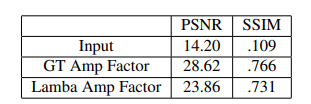 PSNR SSIM
Input 14.20 .109
GT Amp Factor 28.62 .766
Lamba Amp Factor 23.86 .731